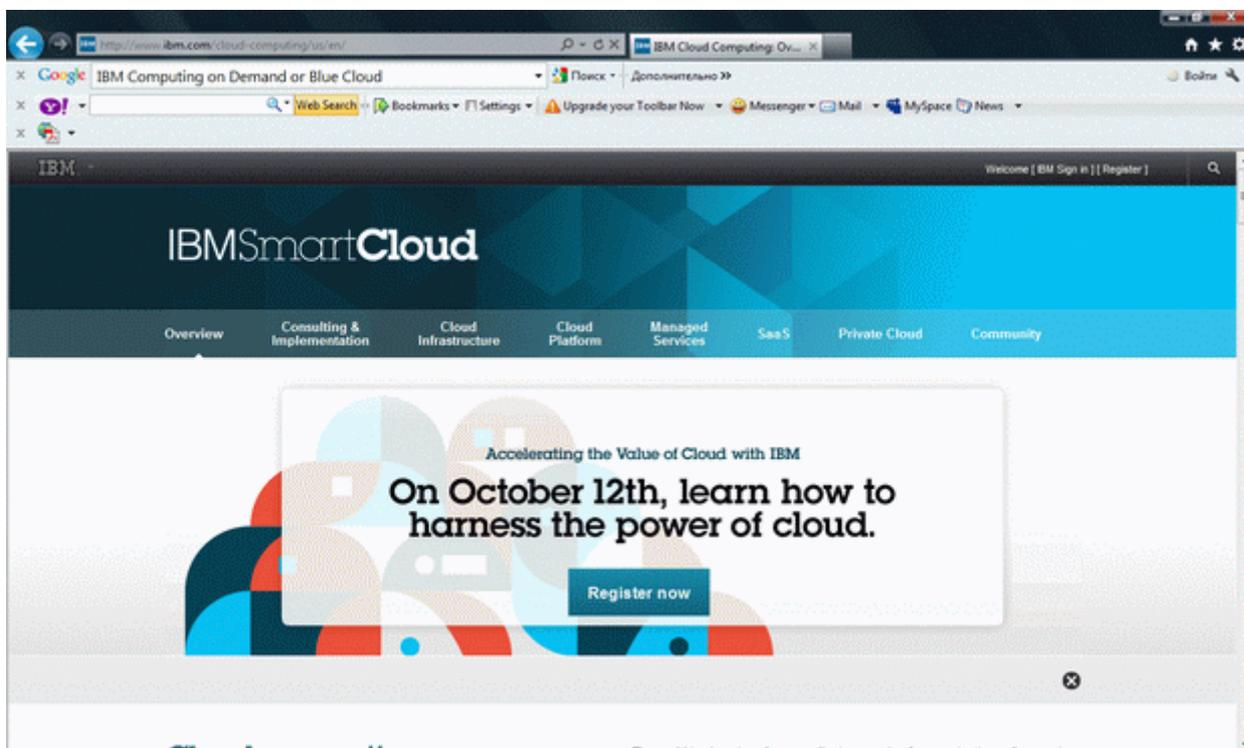 http://www.ibm.com/cloud-computing/us/en/
IBM Cloud Computing: Ov...
Google IBM Computing on Demand or Blue Cloud Поиск Дополнительно » Войти
Web Search Bookmarks Settings Upgrade your Toolbar Now Messenger Mail MySpace News
IBM Welcome [ IBM Sign in ] [ Register ]
IBMSmartCloud
Overview
Consulting &
Implementation
Cloud
Infrastructure
Cloud
Platform
Managed
Services
SaaS
Private Cloud
Community
Accelerating the Value of Cloud with IBM
On October 12th, learn how to
harness the power of cloud.
Register now